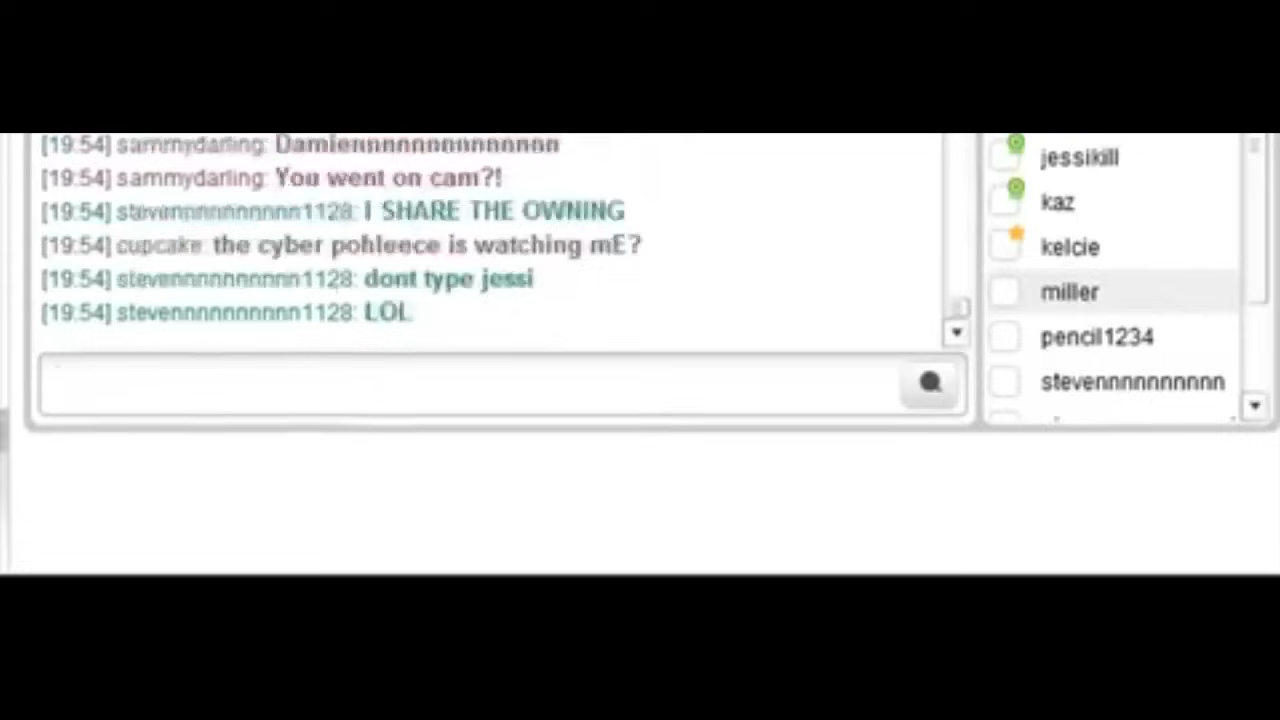 [19:54] sammydarling: Damiennnnnnnnnnnnnn
[19:54] sammydarling: You went on cam?!
[19:54] stevennnnnnnnnn1128: I SHARE THE OWNING
[19:54] cupcake: the cyber pohleece is watching mE?
[19:54] stevennnnnnnnnn1128: dont type jessi
[19:54] stevennnnnnnnnn1128: LOL
jessikill
kaz
kelcie
miller
pencil1234
stevennnnnnnnnn